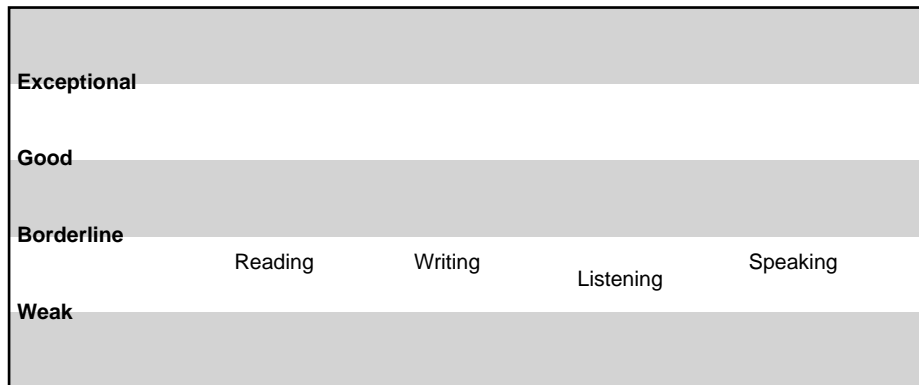 Exceptional
Good
Borderline
Reading Writing Speaking
Listening
Weak